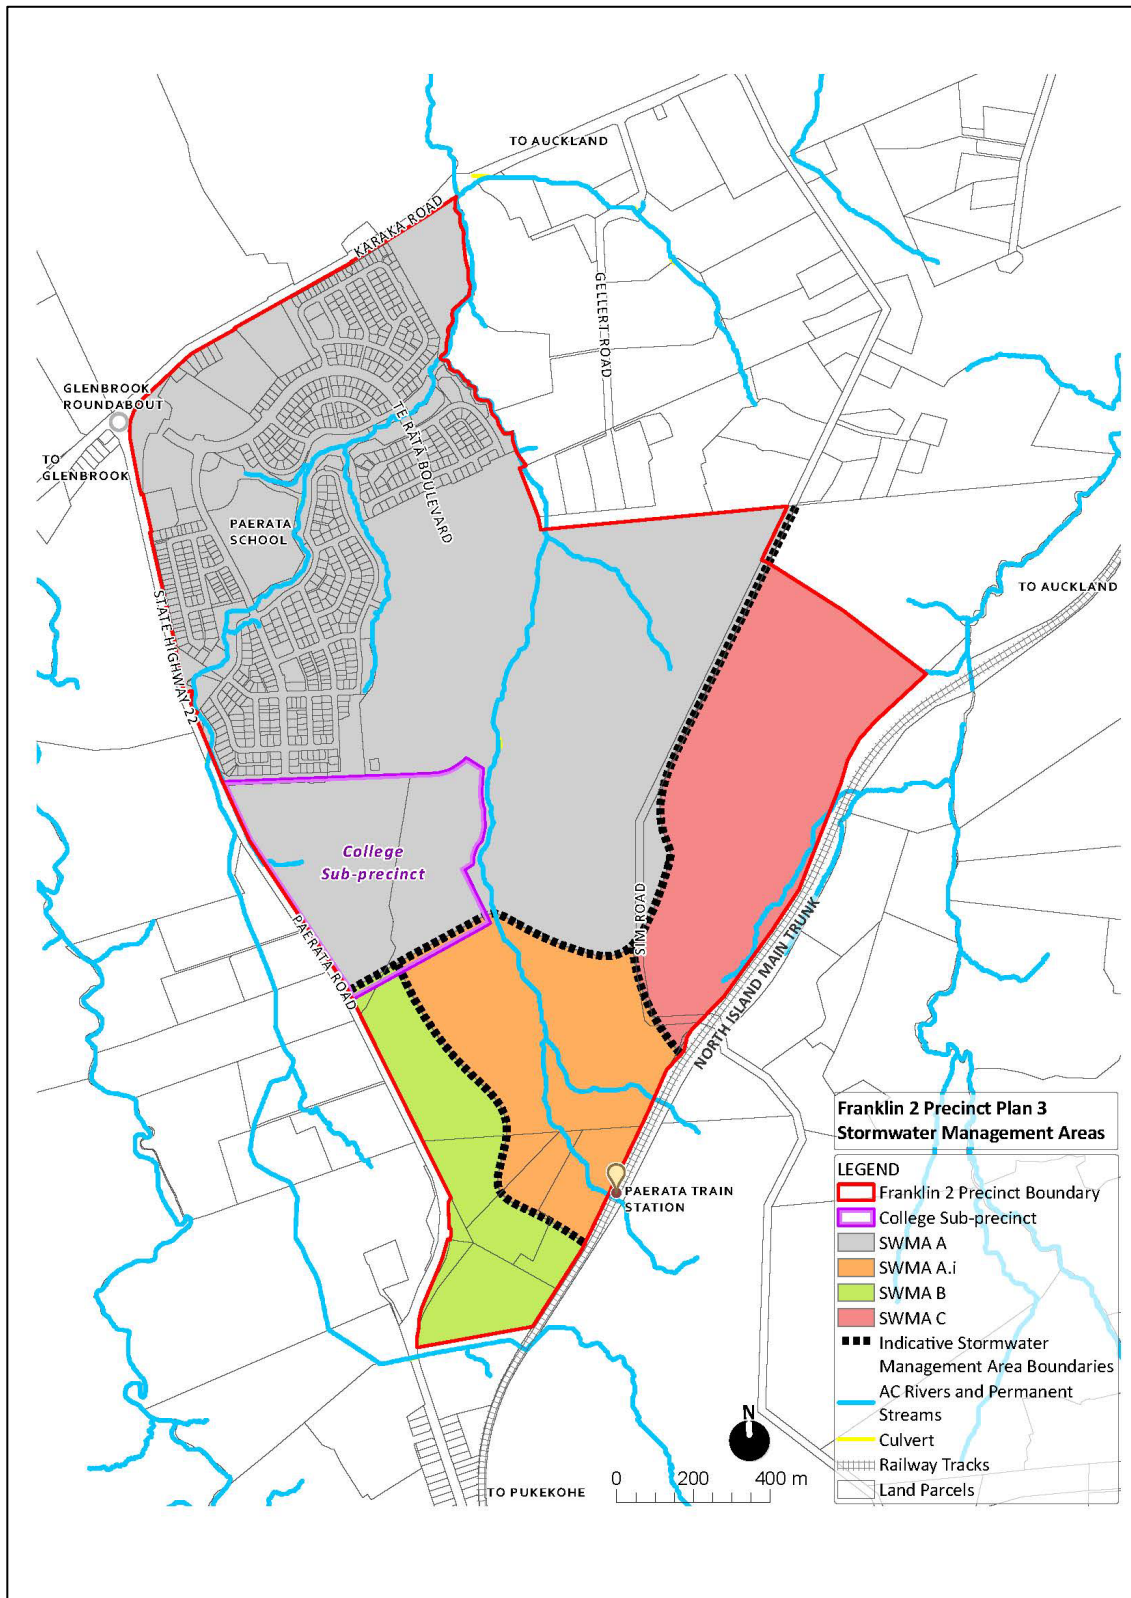 TO AUCKLAND
KARAKA ROAD
GELLERT ROAD
GLENBROOK
ROUNDABOUT
TO
GLENBROOK
TE RATA BOULEVARD
PAERATA
SCHOOL
TO AUCKLAND
STATE HIGHWAY 22
College
Sub-precinct
SIM ROAD
PAERATA ROAD
NORTH ISLAND MAIN TRUNK
PAERATA TRAIN
STATION
Franklin 2 Precinct Plan 3
Stormwater Management Areas
LEGEND
Franklin 2 Precinct Boundary
College Sub-precinct
SWMA A
SWMA A.i
SWMA B
SWMA C
Indicative Stormwater
Management Area Boundaries
AC Rivers and Permanent
Streams
Culvert
Railway Tracks
Land Parcels
N
0 200 400 m
TO PUKEKOHE